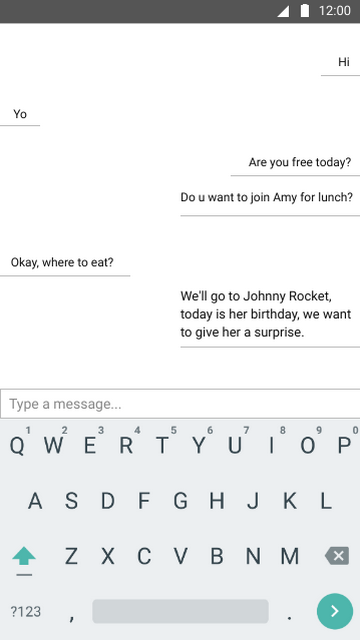 12:00
Hi
Yo
Are you free today?
Do u want to join Amy for lunch?
Okay, where to eat?
We'll go to Johnny Rocket,
today is her birthday, we want
to give her a surprise.
Type a message...
1 2 3 4 5 6 7 8 9 0
Q W E R T Y U I O P
A S D F G H J K L
Z X C V B N M
?123 , .